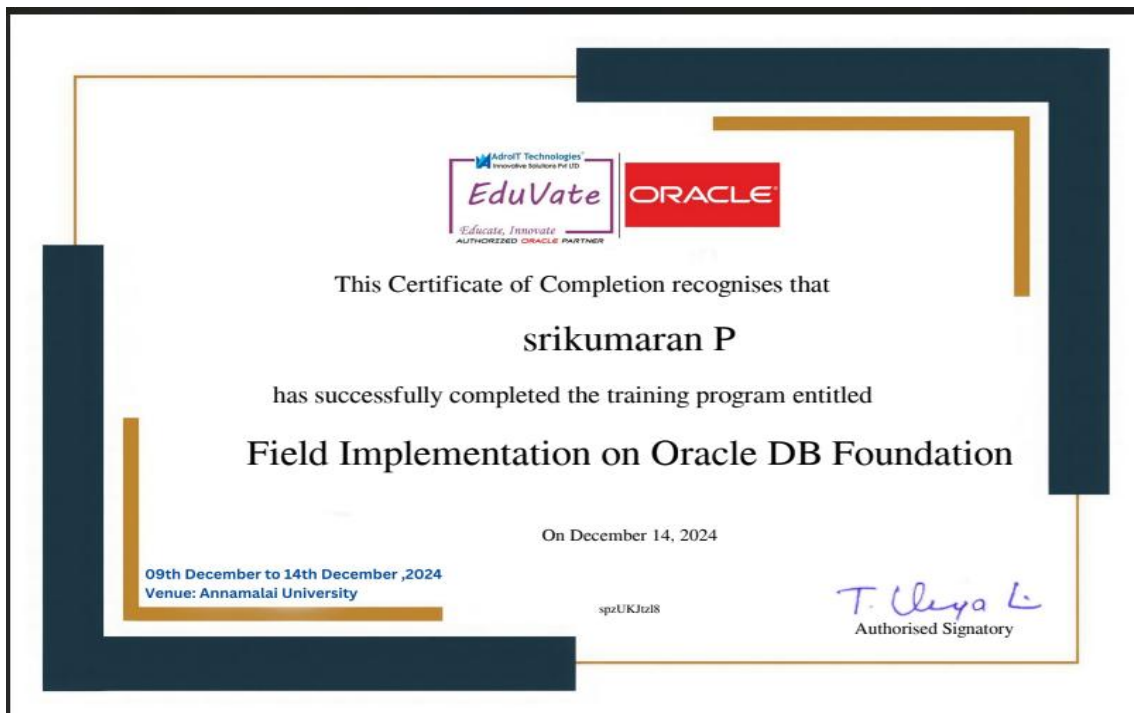 AdroIT Technologies
Innovative Solutions Pvt LTD
EduVate
Educate, Innovate
AUTHORIZED ORACLE PARTNER
ORACLE
This Certificate of Completion recognises that
srikumaran P
has successfully completed the training program entitled
Field Implementation on Oracle DB Foundation
On December 14, 2024
09th December to 14th December ,2024
Venue: Annamalai University
spzUKJtzl8
Authorised Signatory